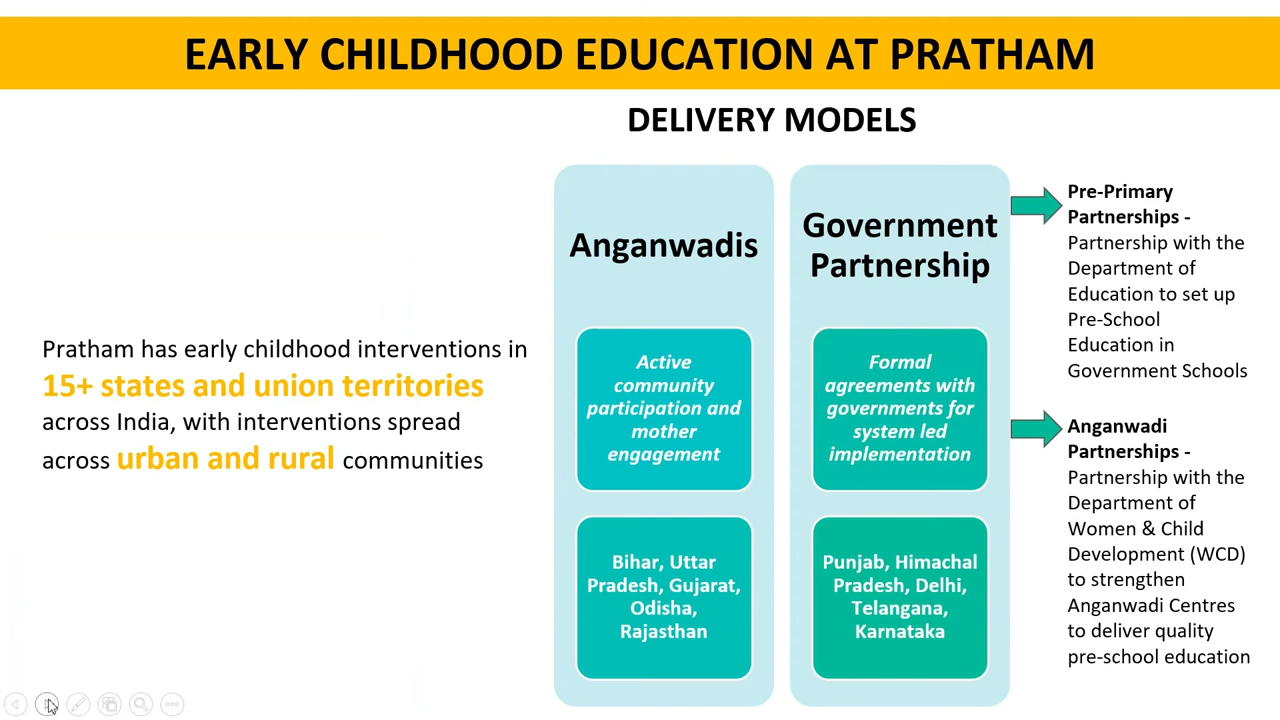 EARLY CHILDHOOD EDUCATION AT PRATHAM
DELIVERY MODELS
Pratham has early childhood interventions in
15+ states and union territories
across India, with interventions spread
across urban and rural communities
Anganwadis
Active
community
participation and
mother
engagement
Bihar, Uttar
Pradesh, Gujarat,
Odisha,
Rajasthan
Government
Partnership
Formal
agreements with
governments for
system led
implementation
Punjab, Himachal
Pradesh, Delhi,
Telangana,
Karnataka
Pre-Primary
Partnerships -
Partnership with the
Department of
Education to set up
Pre-School
Education in
Government Schools
Anganwadi
Partnerships -
Partnership with the
Department of
Women & Child
Development (WCD)
to strengthen
Anganwadi Centres
to deliver quality
pre-school education